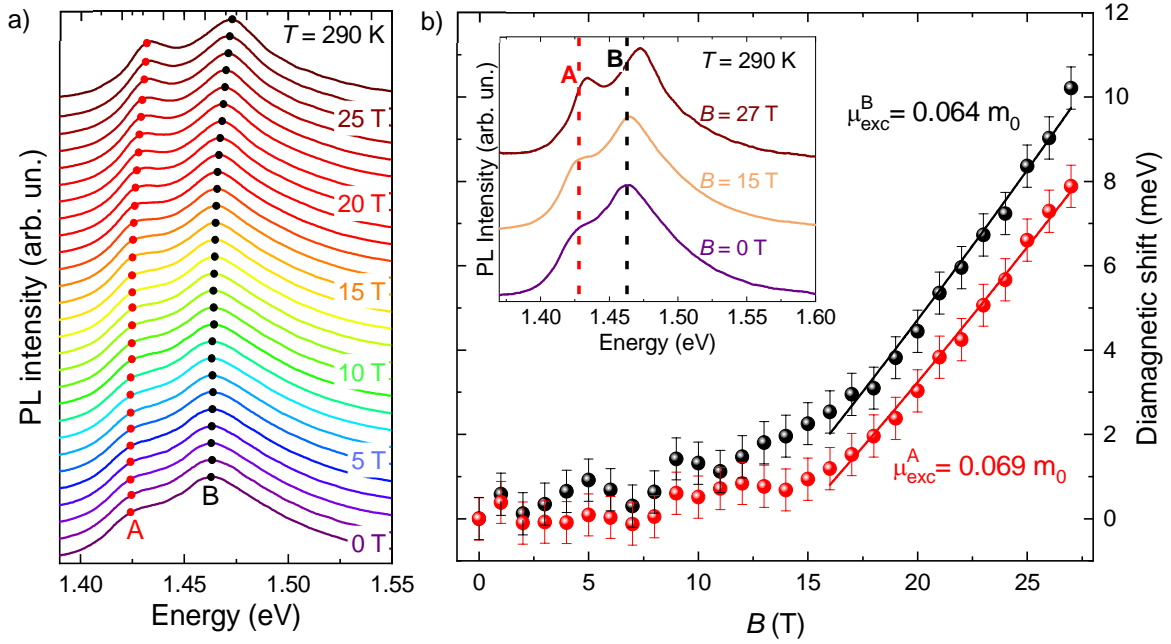 a)
T = 290 K
25 T
20 T
15 T
10 T
5 T
0 T
A
B
PL intensity (arb. un.)
1.40 1.45 1.50 1.55
Energy (eV)
b)
A
B
T = 290 K
B = 27 T
B = 15 T
B = 0 T
PL Intensity (arb. un.)
1.40 1.45 1.50 1.55 1.60
Energy (eV)
μ^B_exc = 0.064 m_0
μ^A_exc = 0.069 m_0
12
10
8
6
4
2
0
Diamagnetic shift (meV)
0 5 10 15 20 25
B (T)